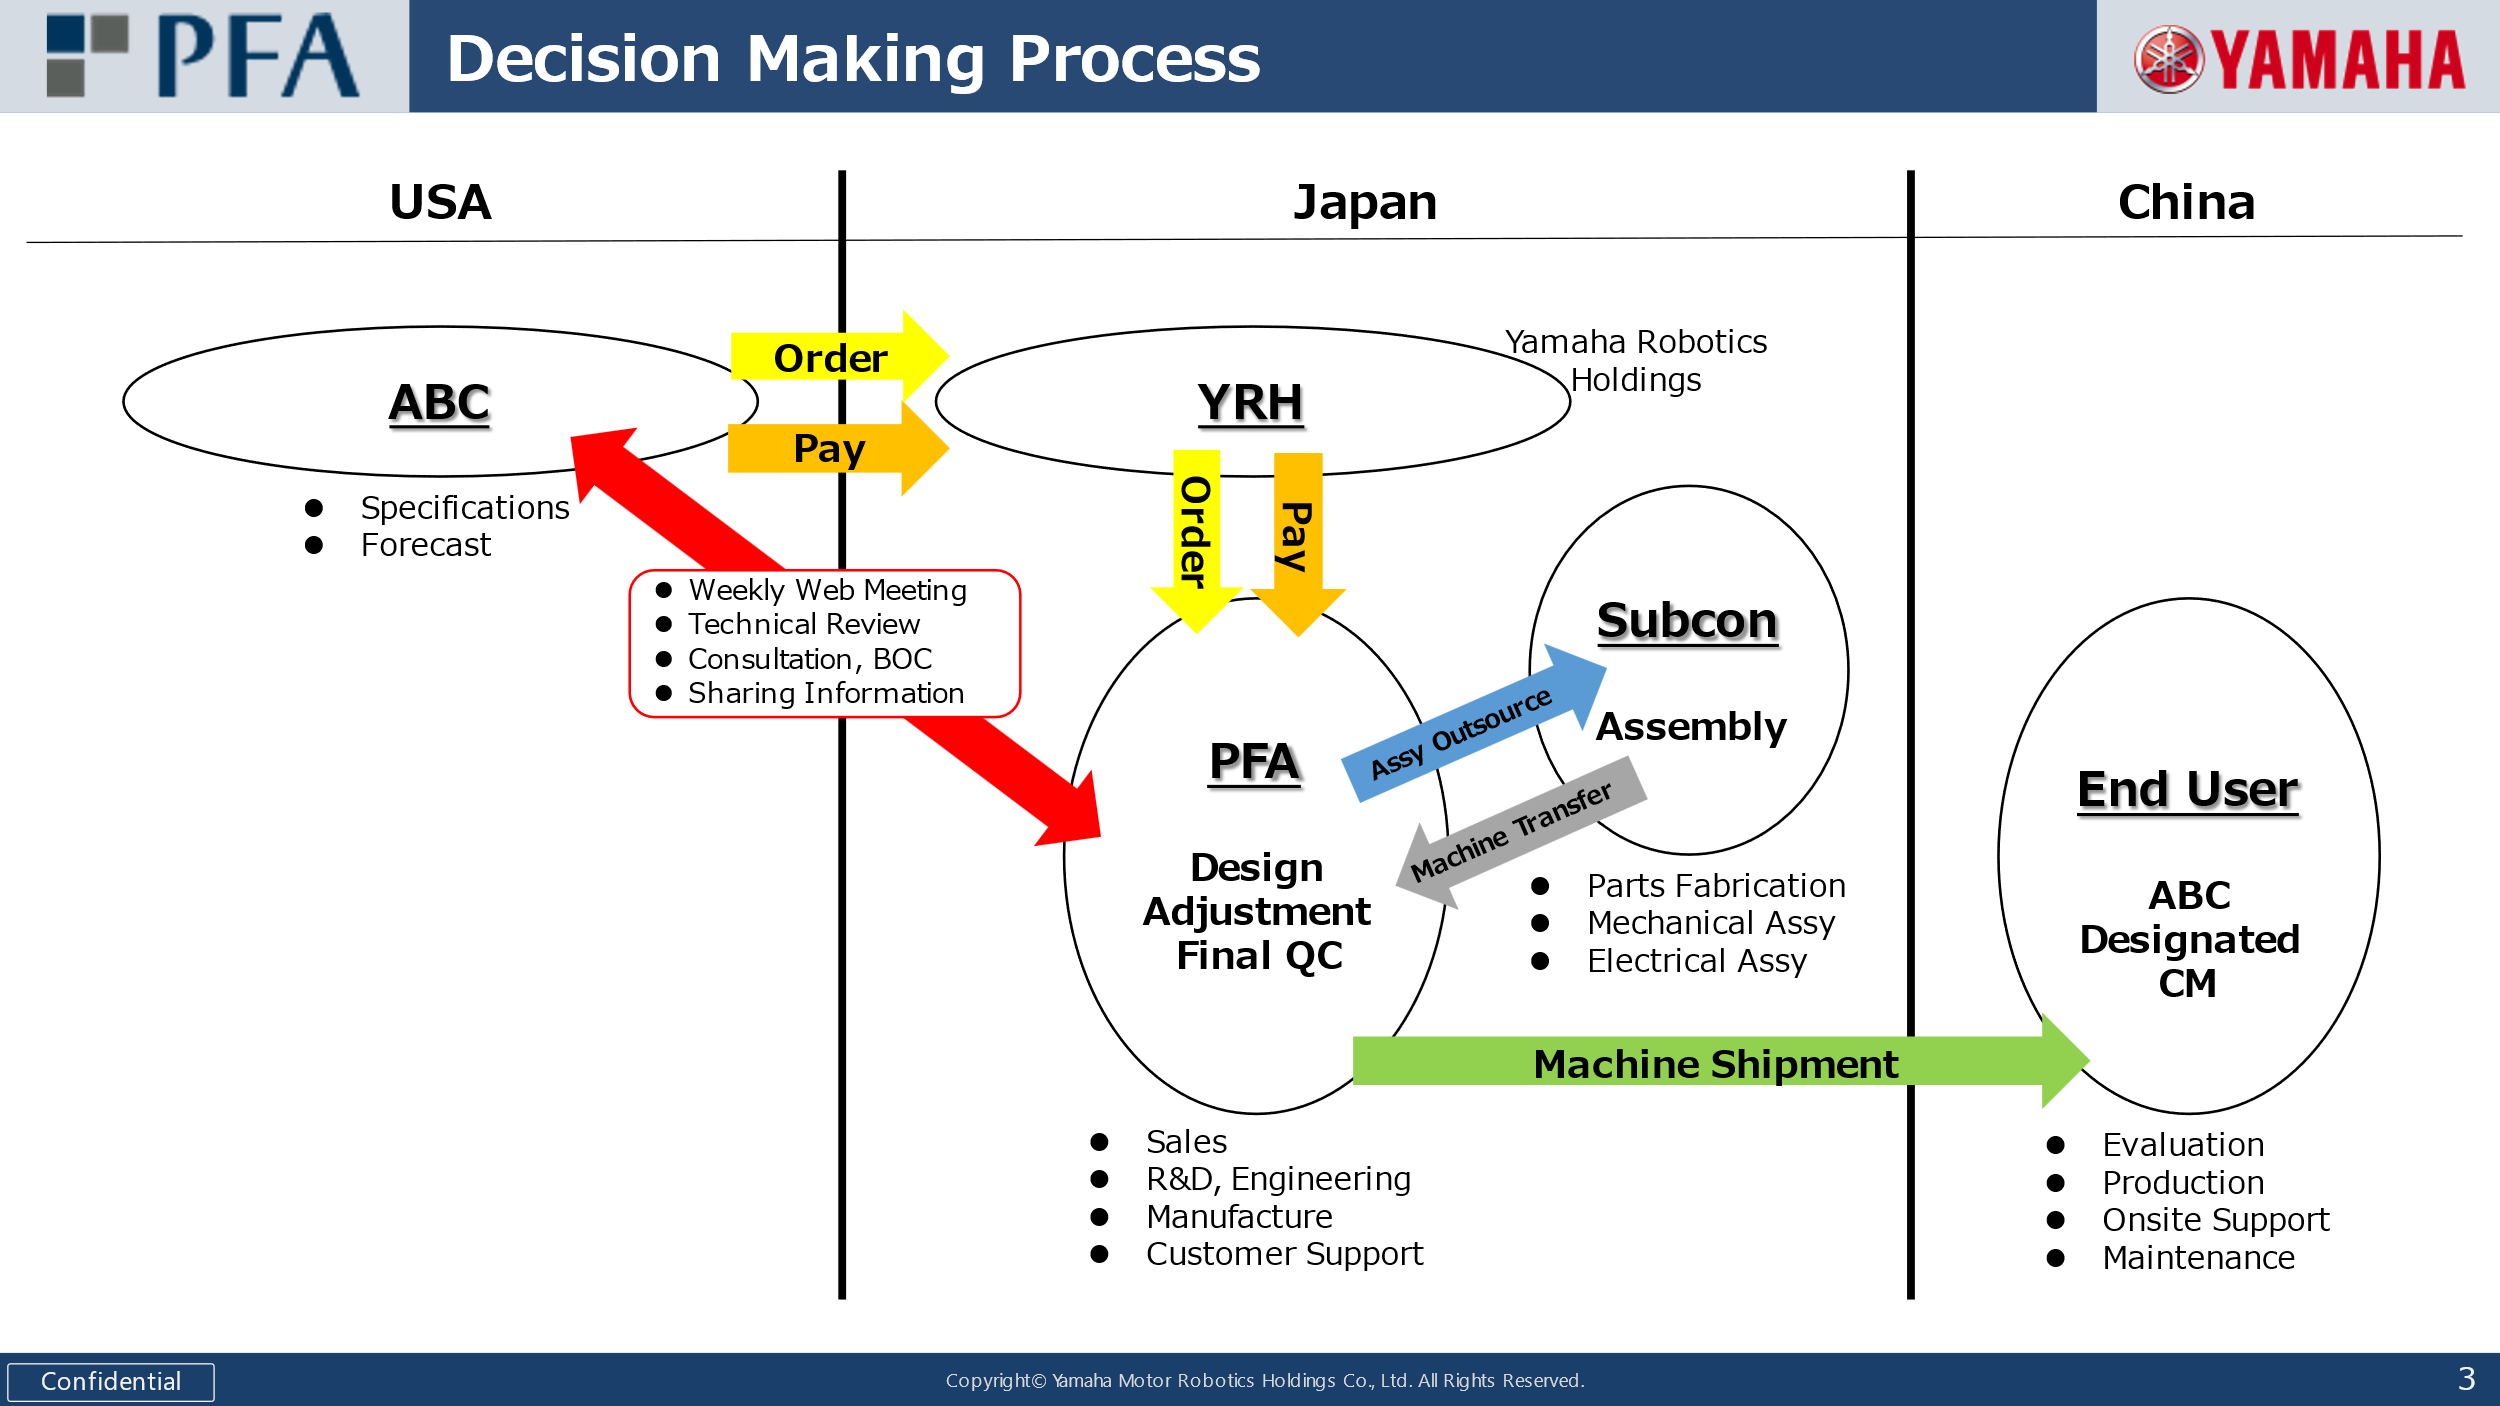 PFA
Decision Making Process
YAMAHA
USA
Japan
China
ABC
Specifications
Forecast
Order
Pay
YRH
Yamaha Robotics
Holdings
Order
Pay
Weekly Web Meeting
Technical Review
Consultation, BOC
Sharing Information
PFA
Design
Adjustment
Final QC
Assy Outsource
Machine Transfer
Subcon
Assembly
Parts Fabrication
Mechanical Assy
Electrical Assy
End User
ABC
Designated
CM
Machine Shipment
Sales
R&D, Engineering
Manufacture
Customer Support
Evaluation
Production
Onsite Support
Maintenance
Confidential
Copyright© Yamaha Motor Robotics Holdings Co., Ltd. All Rights Reserved.
3